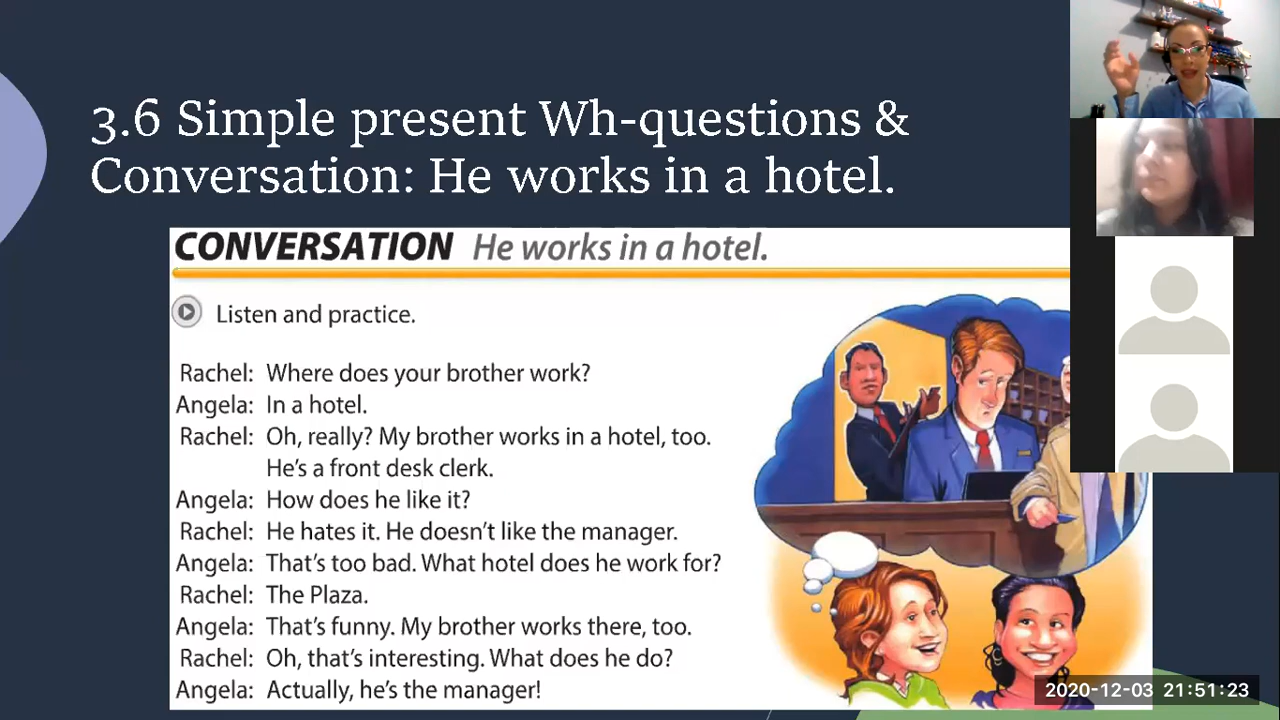 3.6 Simple present Wh-questions &
Conversation: He works in a hotel.
CONVERSATION He works in a hotel.
Listen and practice.
Rachel: Where does your brother work?
Angela: In a hotel.
Rachel: Oh, really? My brother works in a hotel, too.
He's a front desk clerk.
Angela: How does he like it?
Rachel: He hates it. He doesn't like the manager.
Angela: That's too bad. What hotel does he work for?
Rachel: The Plaza.
Angela: That's funny. My brother works there, too.
Rachel: Oh, that's interesting. What does he do?
Angela: Actually, he's the manager!
2020-12-03 21:51:23